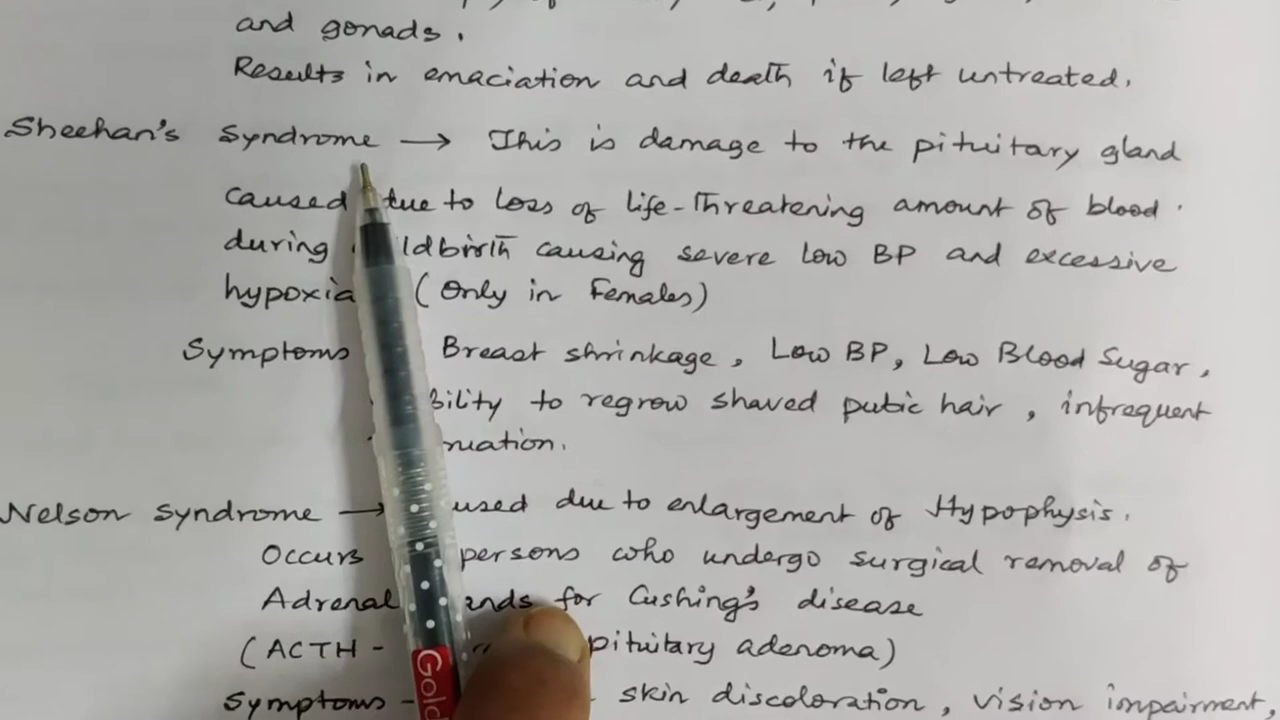 and gonads.
Results in emaciation and death if left untreated.
Sheehan's Syndrome → This is damage to the pituitary gland
caused due to loss of life-threatening amount of blood
during ldbirth causing severe low BP and excessive
hypoxia (Only in Females)
Symptoms Breast shrinkage, Low BP, Low Blood Sugar,
bility to regrow shaved pubic hair, infrequent
nuation.
Nelson Syndrome → used due to enlargement of Hypophysis.
Occurs persons who undergo surgical removal of
Adrenal ands for Cushing's disease
(ACTH - pituitary adenoma)
Symptoms - skin discoloration, vision impairment,
Gold